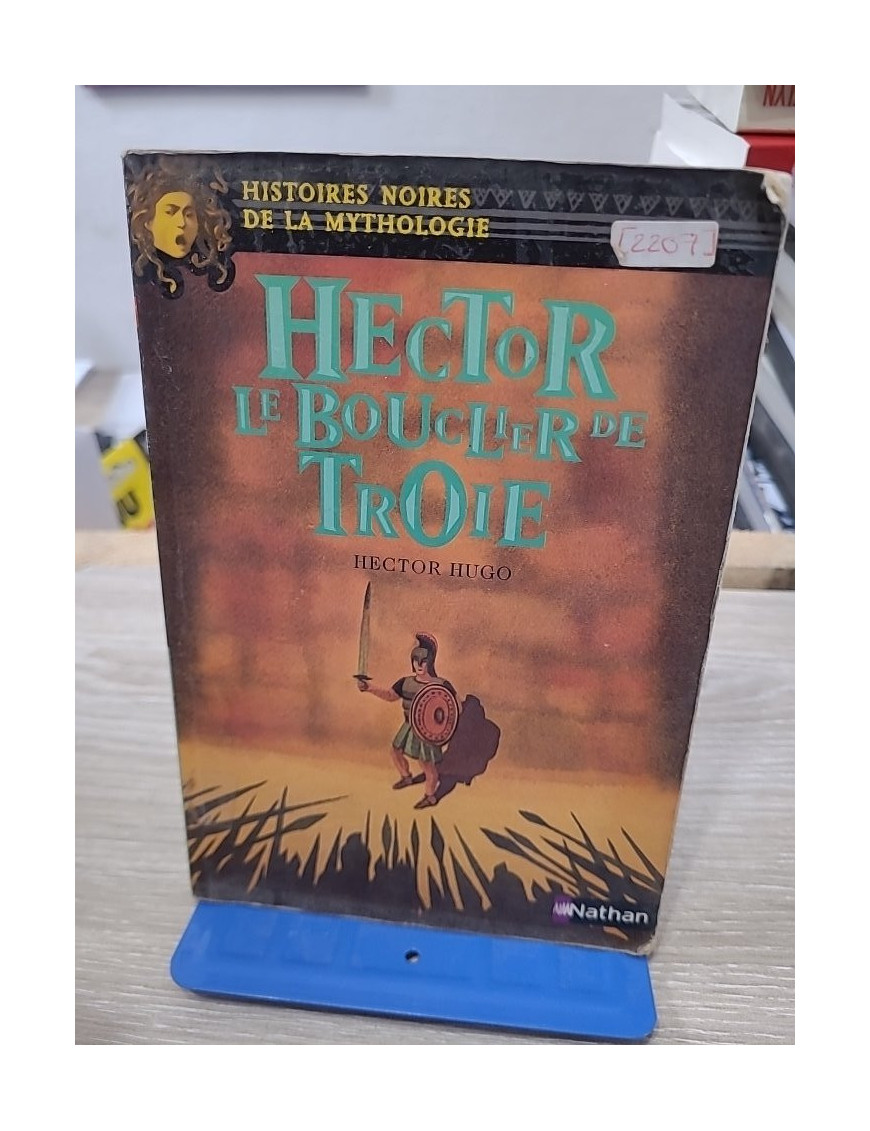 HISTOIRES NOIRES
DE LA MYTHOLOGIE
[2207]
HECTOR
LE BOUCLIER DE
TROIE
HECTOR HUGO
Nathan